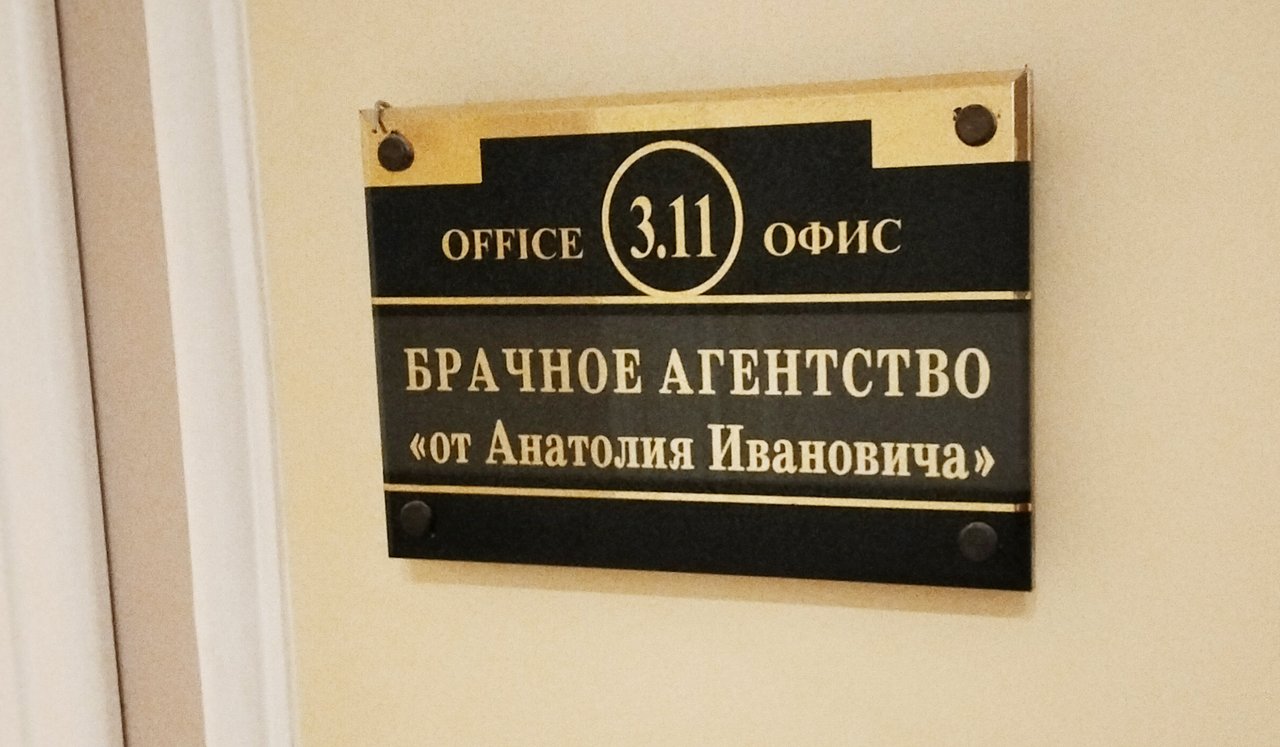 OFFICE 3.11 ОФИС
БРАЧНОЕ АГЕНТСТВО
«от Анатолия Ивановича»